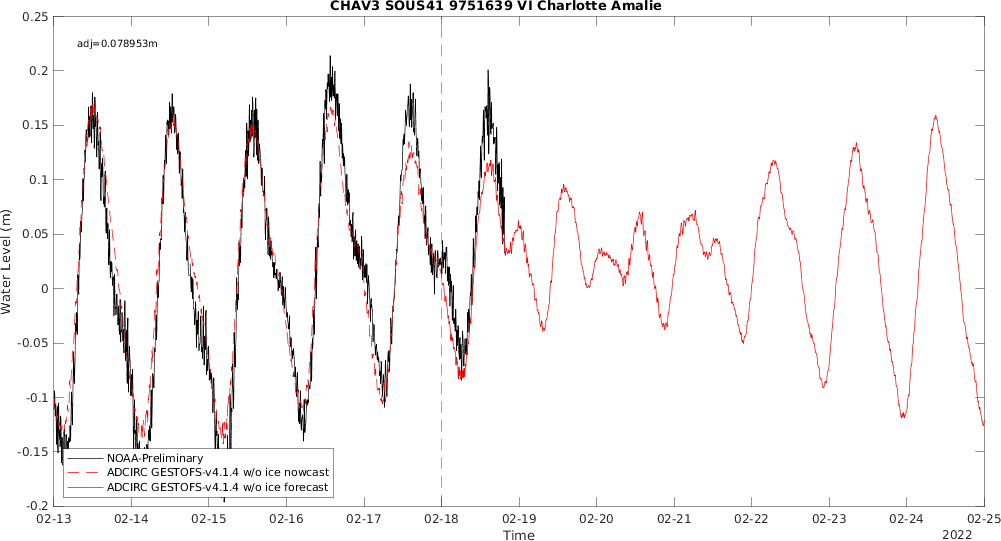 CHAV3 SOUS41 9751639 VI Charlotte Amalie
adj=0.078953m
0.25
0.2
0.15
0.1
0.05
0
-0.05
-0.1
-0.15
-0.2
Water Level (m)
NOAA-Preliminary
ADCIRC GESTOFS-v4.1.4 w/o ice nowcast
ADCIRC GESTOFS-v4.1.4 w/o ice forecast
02-13 02-14 02-15 02-16 02-17 02-18 02-19 02-20 02-21 02-22 02-23 02-24 02-25
Time
2022